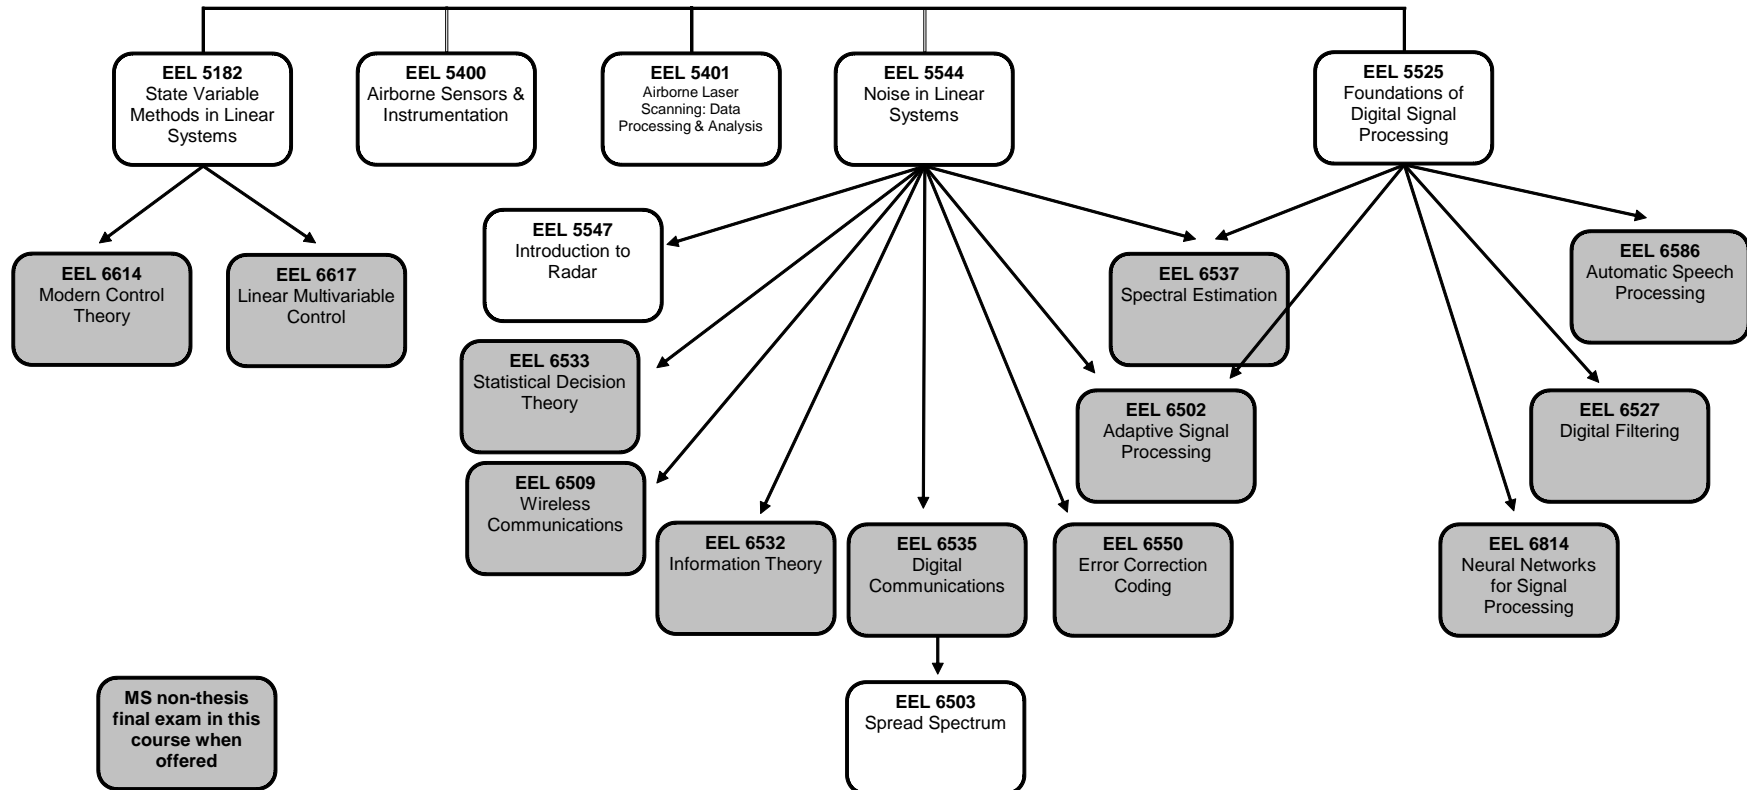 EEL 5182
State Variable
Methods in Linear
Systems
EEL 5400
Airborne Sensors &
Instrumentation
EEL 5401
Airborne Laser
Scanning: Data
Processing & Analysis
EEL 5544
Noise in Linear
Systems
EEL 5525
Foundations of
Digital Signal
Processing
EEL 6614
Modern Control
Theory
EEL 6617
Linear Multivariable
Control
EEL 5547
Introduction to
Radar
EEL 6537
Spectral Estimation
EEL 6586
Automatic Speech
Processing
EEL 6533
Statistical Decision
Theory
EEL 6502
Adaptive Signal
Processing
EEL 6527
Digital Filtering
EEL 6509
Wireless
Communications
EEL 6532
Information Theory
EEL 6535
Digital
Communications
EEL 6550
Error Correction
Coding
EEL 6814
Neural Networks
for Signal
Processing
MS non-thesis
final exam in this
course when
offered
EEL 6503
Spread Spectrum